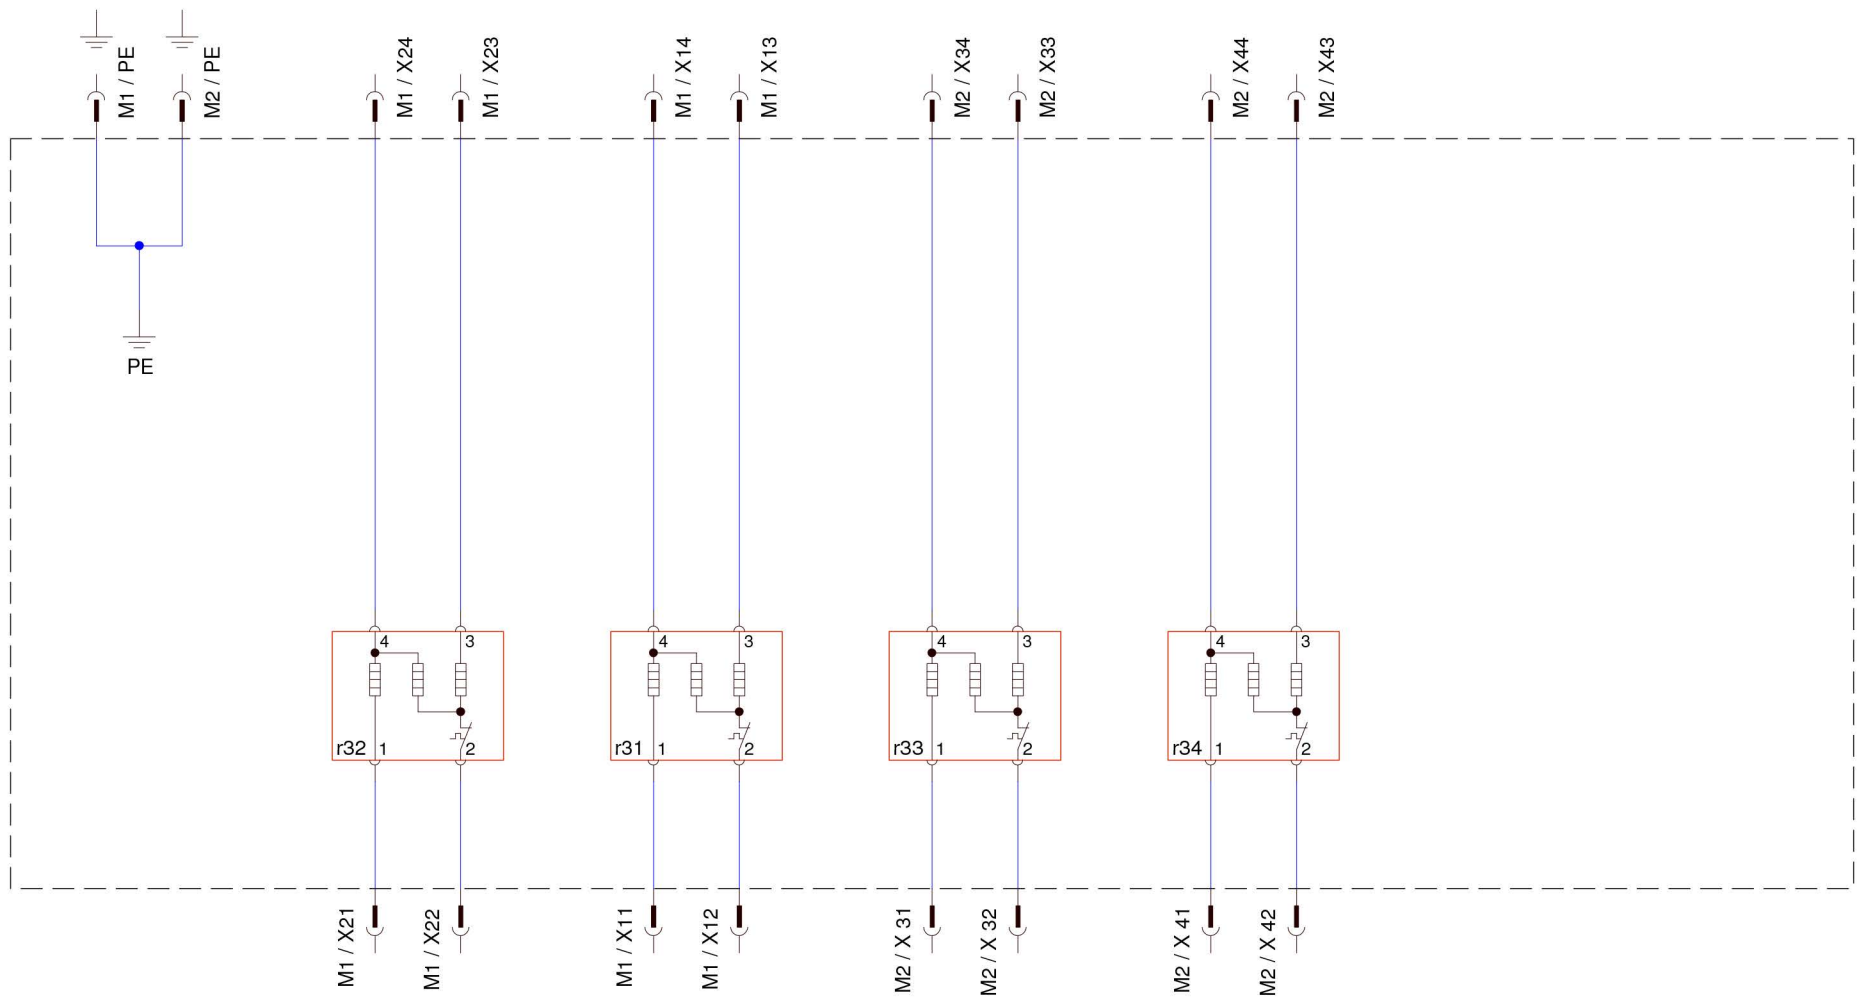 M1 / PE
M2 / PE
M1 / X24
M1 / X23
M1 / X14
M1 / X13
M2 / X34
M2 / X33
M2 / X44
M2 / X43
PE
4
3
4
3
4
3
4
3
r32
1
2
r31
1
2
r33
1
2
r34
1
2
M1 / X21
M1 / X22
M1 / X11
M1 / X12
M2 / X 31
M2 / X 32
M2 / X 41
M2 / X 42